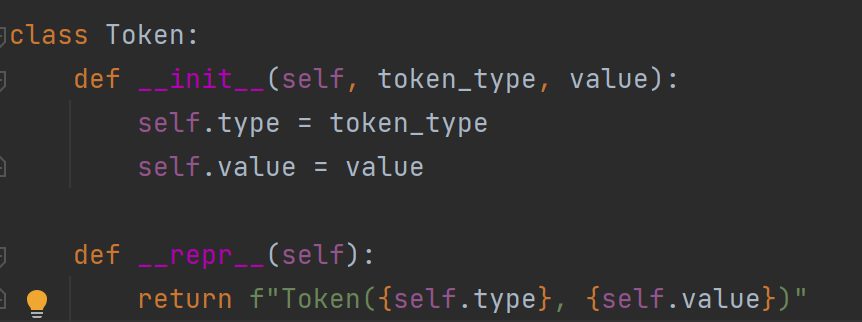 class Token:
    def __init__(self, token_type, value):
        self.type = token_type
        self.value = value
    def __repr__(self):
        return f"Token({self.type}, {self.value})"